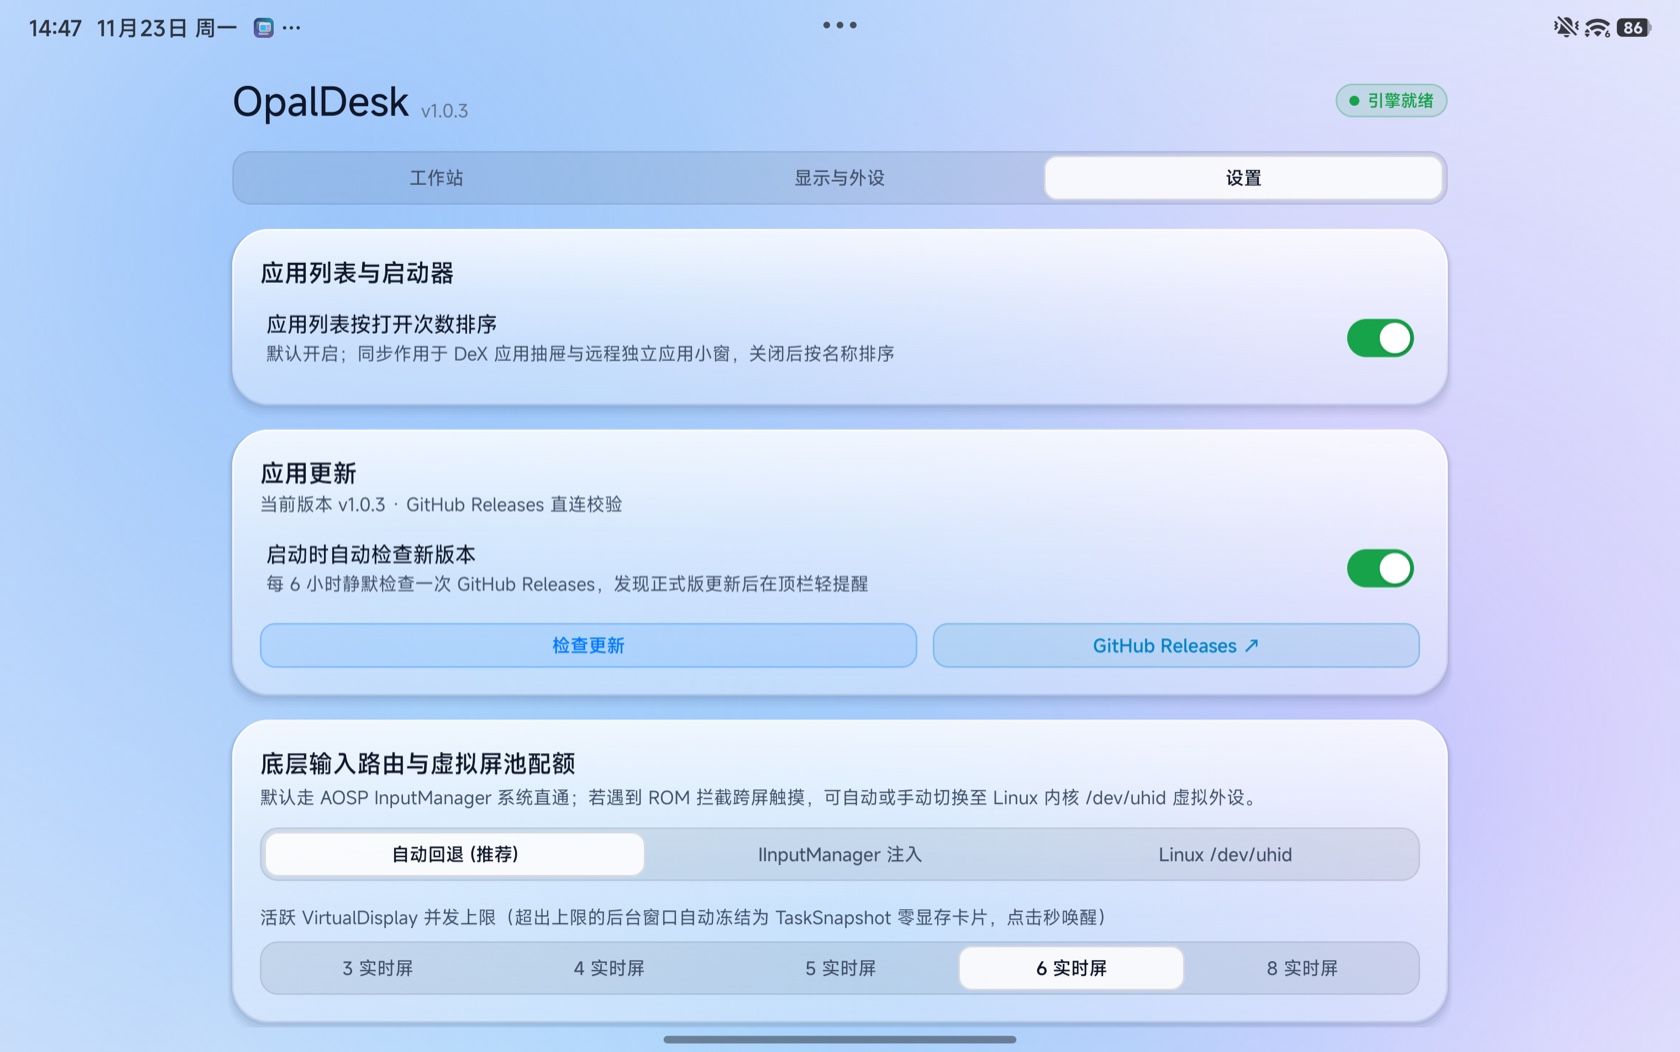 14:47 11月23日 周一 ...
86
OpalDesk v1.0.3
引擎就绪
工作站 显示与外设 设置
应用列表与启动器
应用列表按打开次数排序
默认开启；同步作用于 DeX 应用抽屉与远程独立应用小窗，关闭后按名称排序
应用更新
当前版本 v1.0.3 · GitHub Releases 直连校验
启动时自动检查新版本
每 6 小时静默检查一次 GitHub Releases，发现正式版更新后在顶栏轻提醒
检查更新 GitHub Releases ↗
底层输入路由与虚拟屏池配额
默认走 AOSP InputManager 系统直通；若遇到 ROM 拦截跨屏触摸，可自动或手动切换至 Linux 内核 /dev/uhid 虚拟外设。
自动回退 (推荐) IInputManager 注入 Linux /dev/uhid
活跃 VirtualDisplay 并发上限（超出上限的后台窗口自动冻结为 TaskSnapshot 零显存卡片，点击秒唤醒）
3 实时屏 4 实时屏 5 实时屏 6 实时屏 8 实时屏